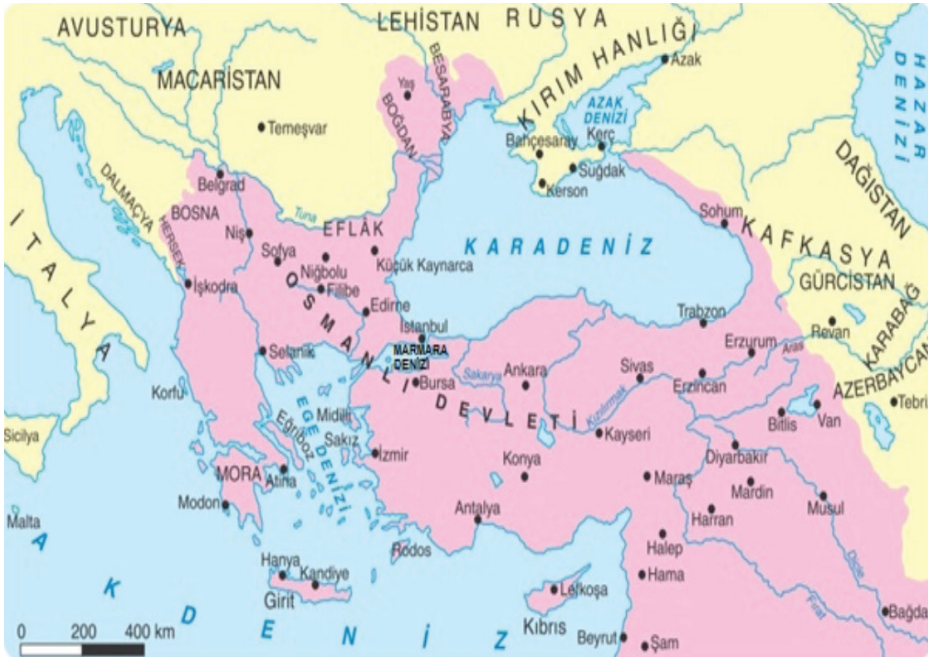 AVUSTURYA
LEHİSTAN
RUSYA
MACARİSTAN
BESARABYA
Yaş
BOĞDAN
KIRIM HANLIĞI
Azak
AZAK
DENİZİ
HAZAR
DENİZİ
Temeşvar
Bahçesaray
Kerç
Suğdak
Kerson
DAĞISTAN
Belgrad
DALMAÇYA
BOSNA
HERSEK
Tuna
EFLÂK
Niş
Sofya
Niğbolu
Küçük Kaynarca
KARADENİZ
Sohum
KAFKASYA
GÜRCİSTAN
İTALYA
İşkodra
Filibe
Edirne
İstanbul
Trabzon
Revan
KARABAĞ
OSMANLI DEVLETİ
Selanik
MARMARA
DENİZİ
Bursa
Sakarya
Ankara
Sivas
Erzurum
Aras
Erzincan
AZERBAYCAN
Tebri
Korfu
Midilli
Kızılırmak
Bitlis
Van
Sicilya
Eğriboz
EGE DENİZİ
Sakız
İzmir
Kayseri
Konya
Diyarbakır
MORA
Atina
Maraş
Mardin
Musul
Modon
Antalya
Harran
Malta
Rodos
Halep
Hanya
Kandiye
Girit
Hama
Dicle
Lefkoşa
Kıbrıs
Fırat
Bağda
AKDENİZ
Beyrut
Şam
0 200 400 km